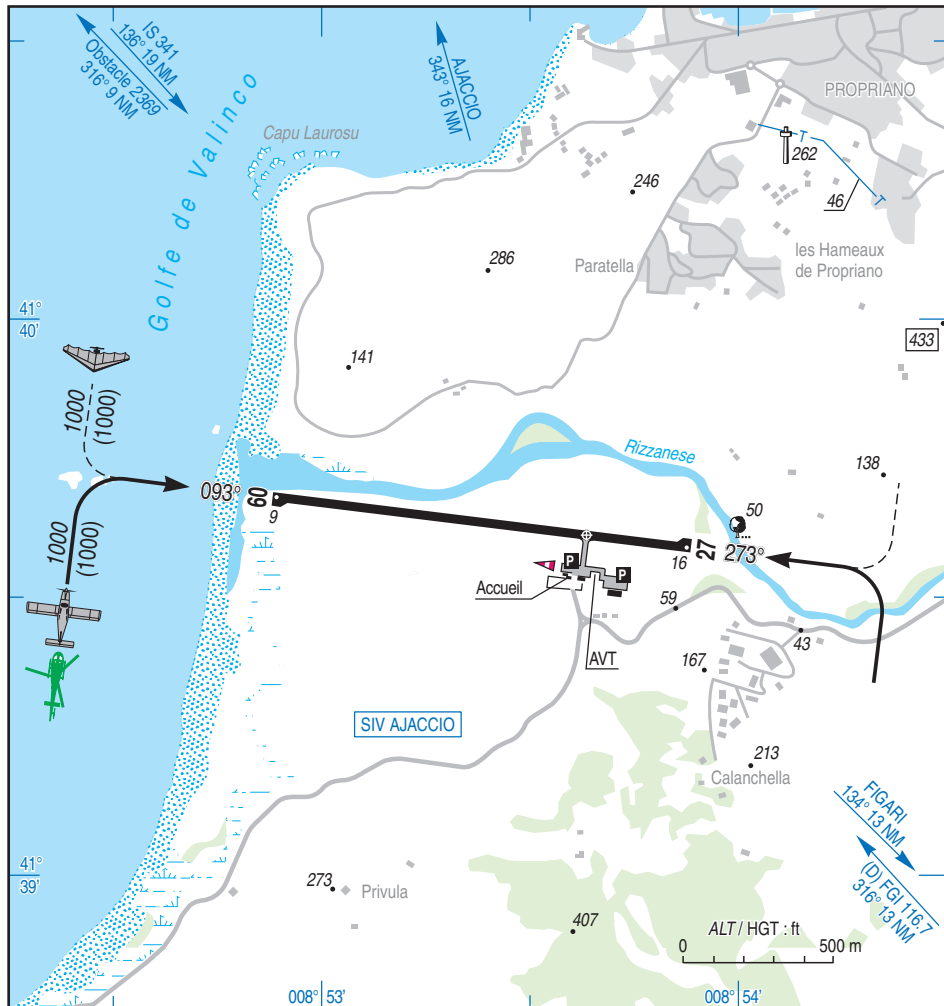 IS 341
136° 19 NM
Obstacle 2369
316° 9 NM
AJACCIO
343° 16 NM
PROPRIANO
Golfe de Valinco
Capu Laurosu
T
262
T
46
246
286
Paratella
les Hameaux
de Propriano
41°
40'
433
141
1000
(1000)
Rizzanese
138
093°
09
9
50
1000
(1000)
16
27
273°
P
P
Accueil
59
43
AVT
167
SIV AJACCIO
213
Calanchella
FIGARI
134° 13 NM
(D) FGI 116.7
316° 13 NM
41°
39'
273
Privula
407
ALT / HGT : ft
0
500 m
008° 53'
008° 54'